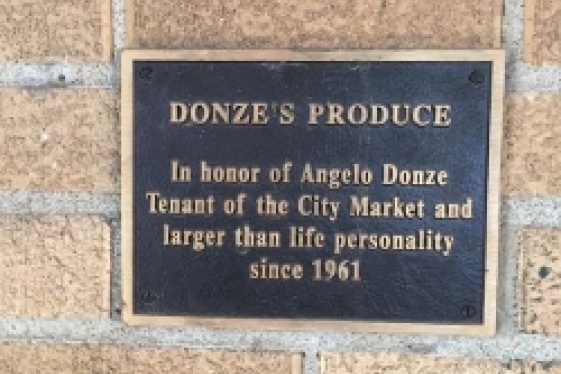 DONZE'S PRODUCE
In honor of Angelo Donze
Tenant of the City Market and
larger than life personality
since 1961